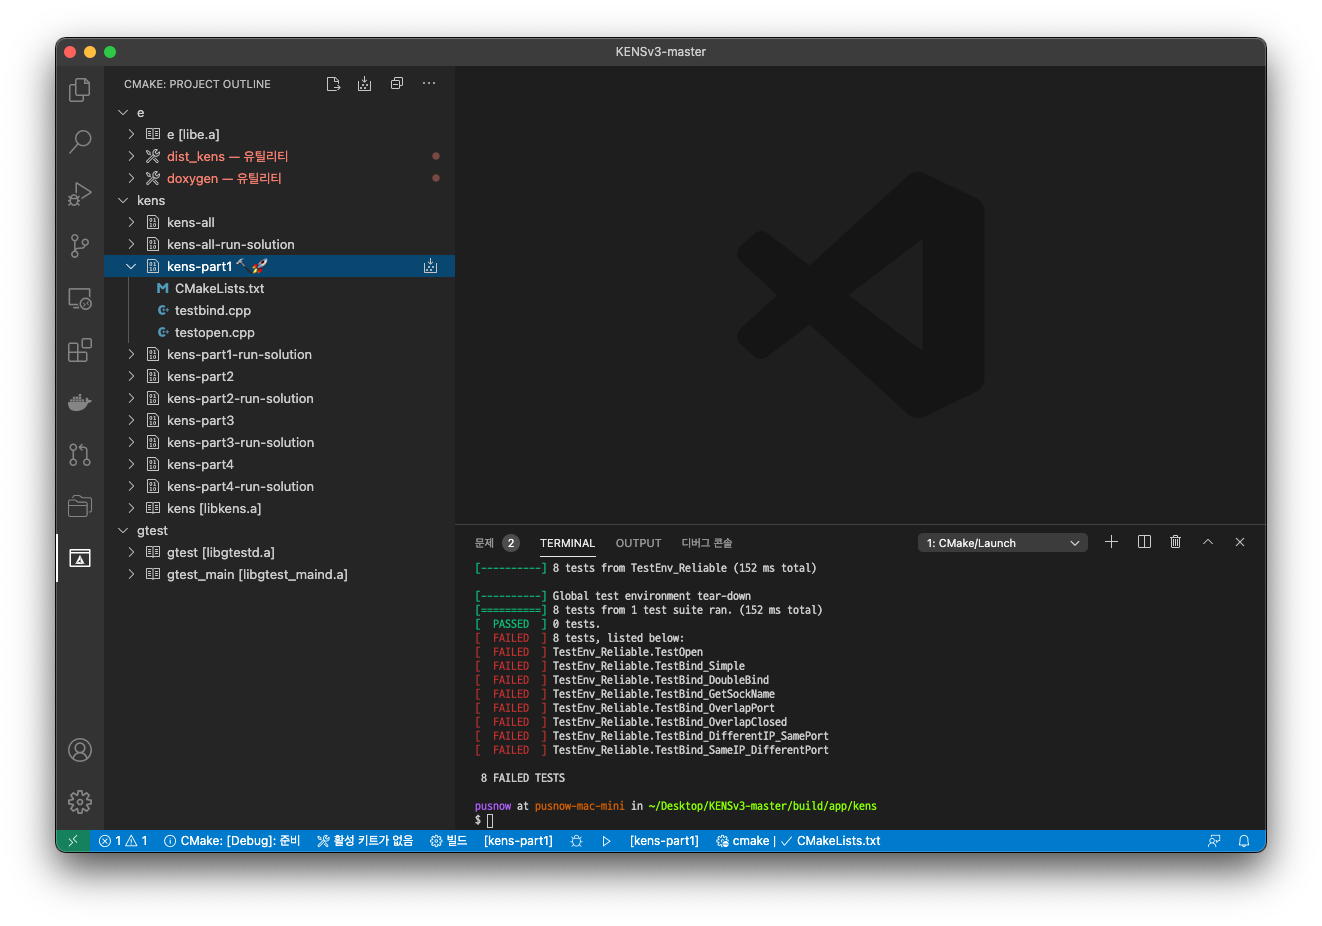 KENSv3-master
CMAKE: PROJECT OUTLINE
e
e [libe.a]
dist_kens — 유틸리티
doxygen — 유틸리티
kens
kens-all
kens-all-run-solution
kens-part1
CMakeLists.txt
testbind.cpp
testopen.cpp
kens-part1-run-solution
kens-part2
kens-part2-run-solution
kens-part3
kens-part3-run-solution
kens-part4
kens-part4-run-solution
kens [libkens.a]
gtest
gtest [libgtestd.a]
gtest_main [libgtest_maind.a]
문제 2 TERMINAL OUTPUT 디버그 콘솔 1: CMake/Launch
[----------] 8 tests from TestEnv_Reliable (152 ms total)
[----------] Global test environment tear-down
[==========] 8 tests from 1 test suite ran. (152 ms total)
[  PASSED  ] 0 tests.
[  FAILED  ] 8 tests, listed below:
[  FAILED  ] TestEnv_Reliable.TestOpen
[  FAILED  ] TestEnv_Reliable.TestBind_Simple
[  FAILED  ] TestEnv_Reliable.TestBind_DoubleBind
[  FAILED  ] TestEnv_Reliable.TestBind_GetSockName
[  FAILED  ] TestEnv_Reliable.TestBind_OverlapPort
[  FAILED  ] TestEnv_Reliable.TestBind_OverlapClosed
[  FAILED  ] TestEnv_Reliable.TestBind_DifferentIP_SamePort
[  FAILED  ] TestEnv_Reliable.TestBind_SameIP_DifferentPort
8 FAILED TESTS
pusnow at pusnow-mac-mini in ~/Desktop/KENSv3-master/build/app/kens
$
1 1 CMake: [Debug]: 준비 활성 키트가 없음 빌드 [kens-part1] [kens-part1] cmake | ✓ CMakeLists.txt